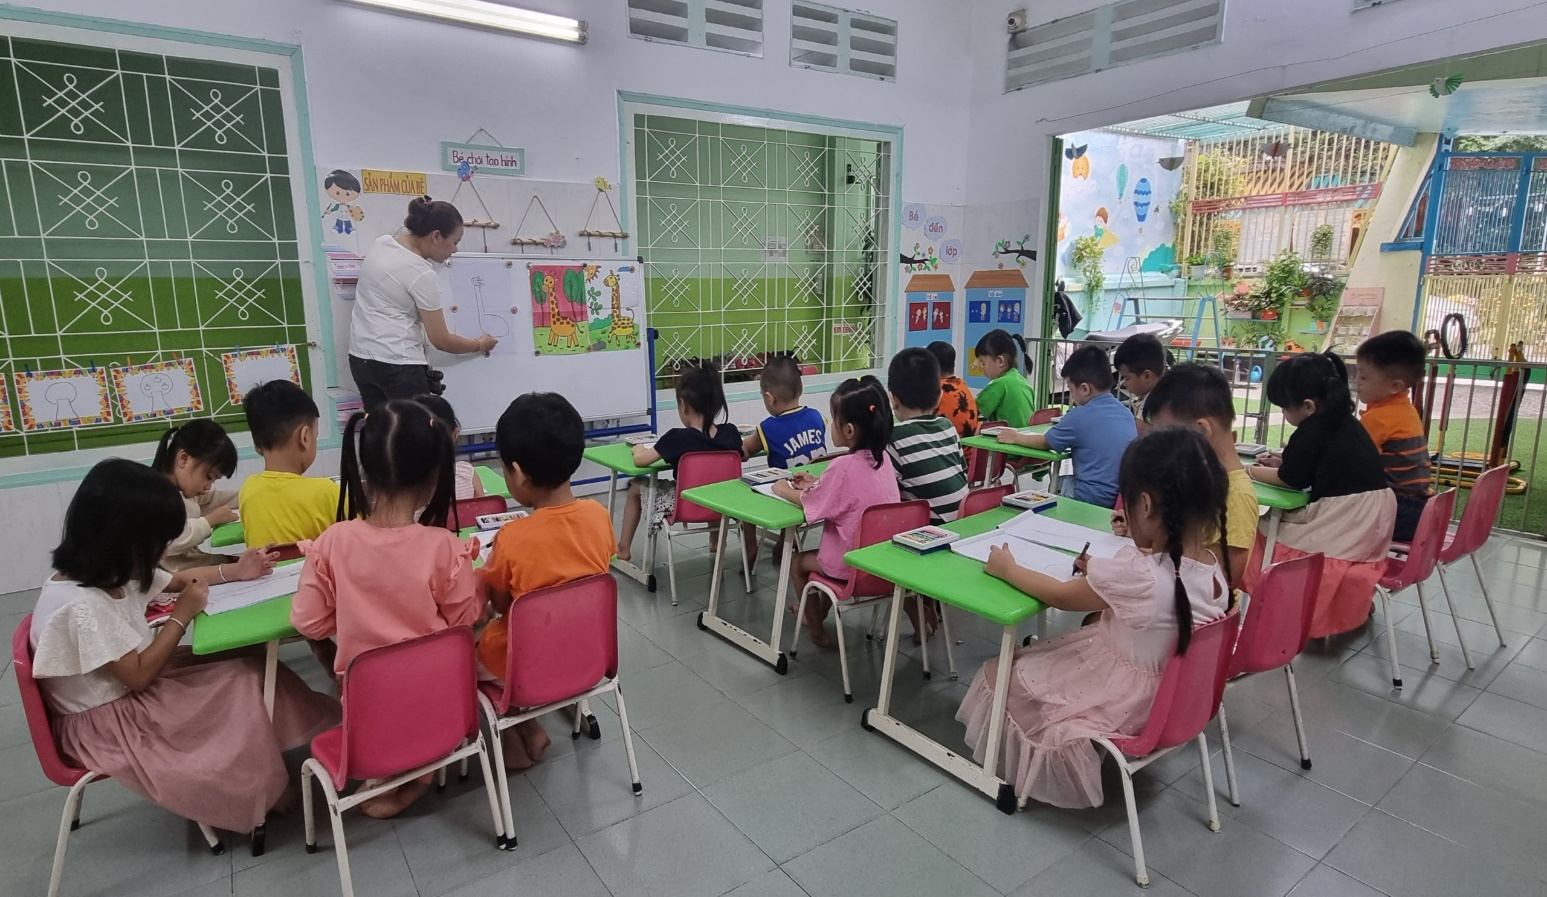 Bé chơi tạo hình
SẢN PHẨM CỦA BÉ
Bé
đến
lớp
JAMES